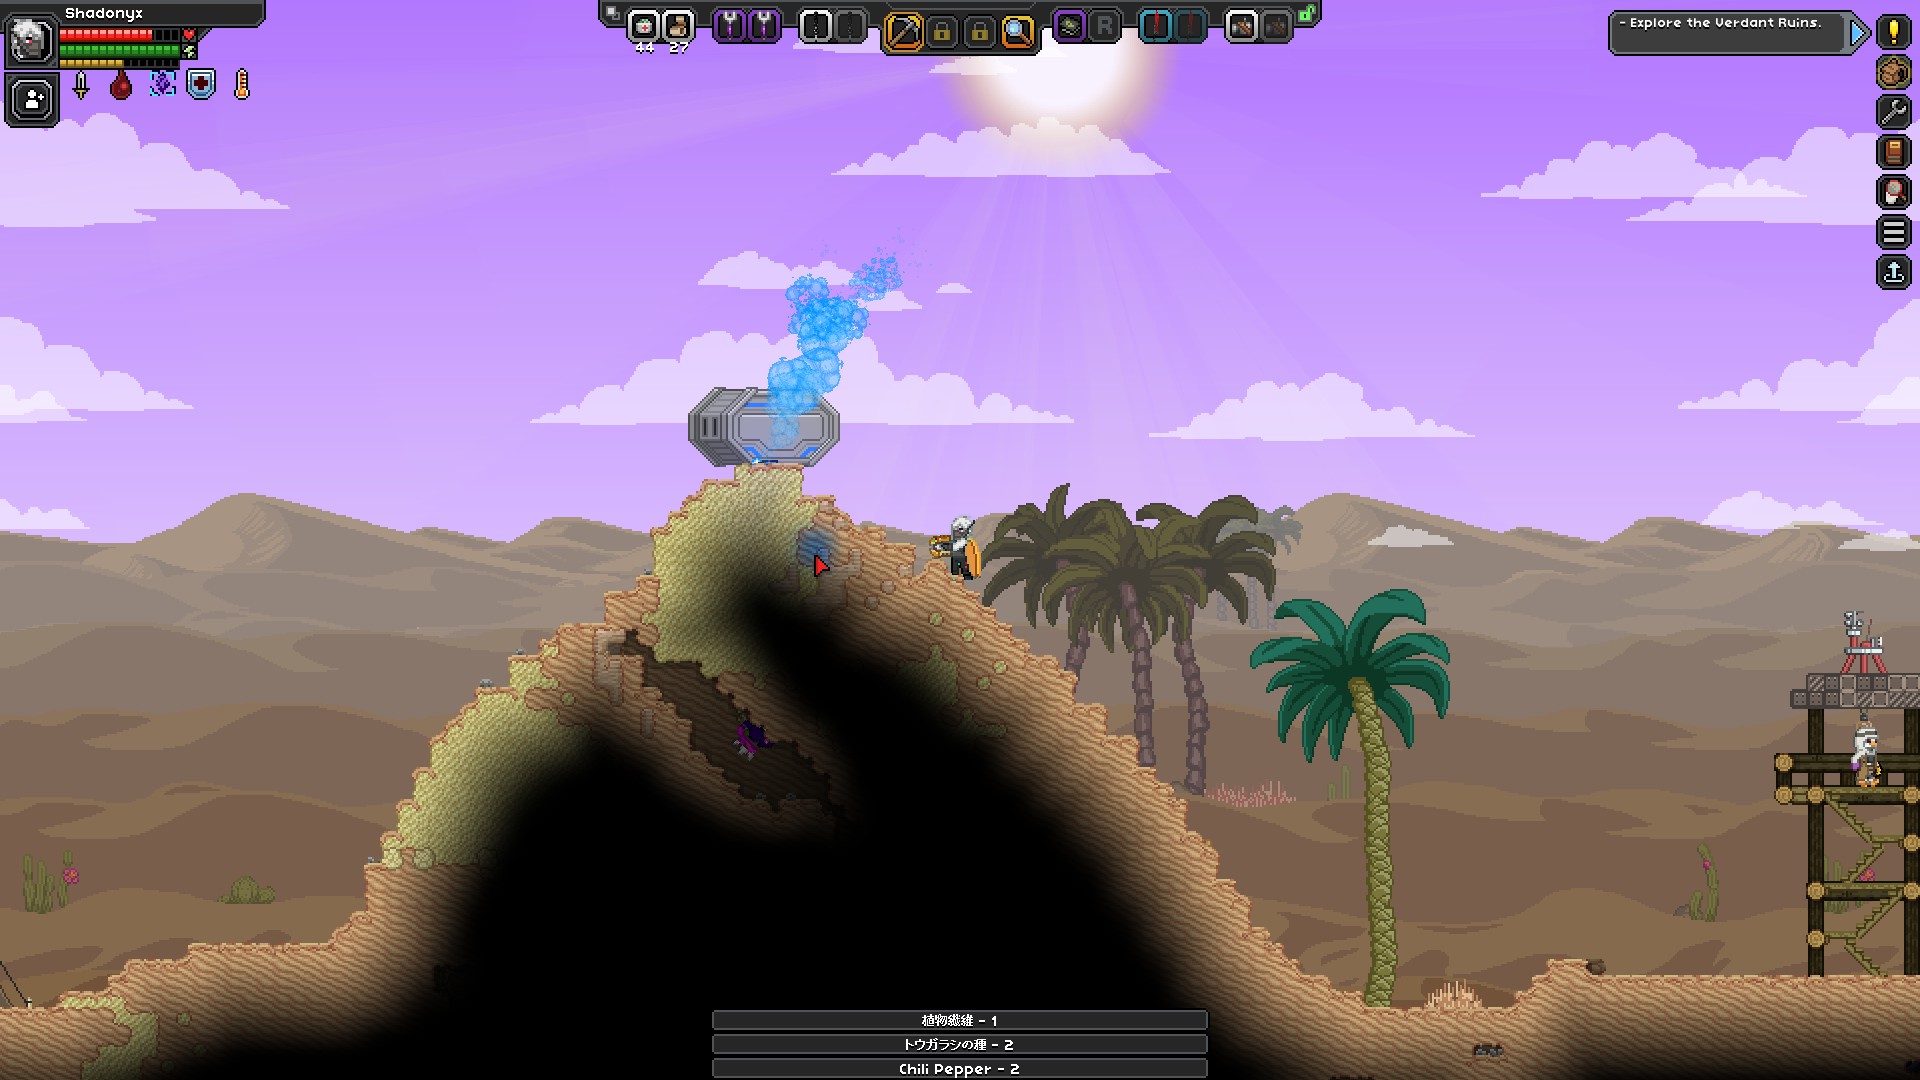 Shadonyx
44 27
R
- Explore the Verdant Ruins.
植物繊維 - 1
トウガラシの種 - 2
Chili Pepper - 2